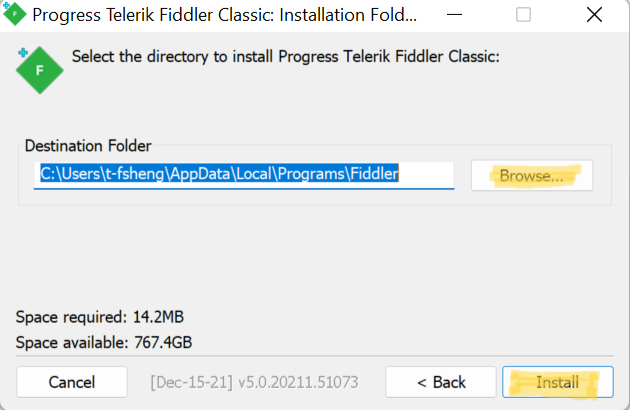 Progress Telerik Fiddler Classic: Installation Fold...
F
Select the directory to install Progress Telerik Fiddler Classic:
Destination Folder
C:\Users\t-fsheng\AppData\Local\Programs\Fiddler
Browse...
Space required: 14.2MB
Space available: 767.4GB
Cancel
[Dec-15-21] v5.0.20211.51073
< Back
Install